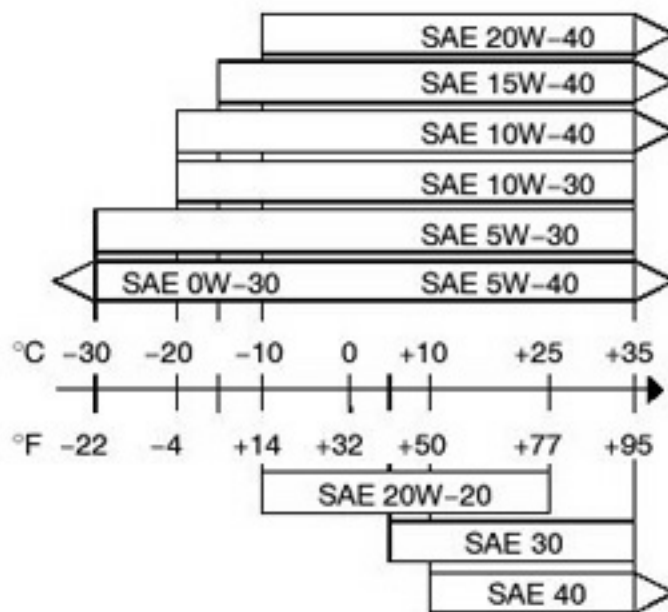 SAE 20W–40
SAE 15W–40
SAE 10W–40
SAE 10W–30
SAE 5W–30
SAE 0W–30 SAE 5W–40
°C –30 –20 –10 0 +10 +25 +35
°F –22 –4 +14 +32 +50 +77 +95
SAE 20W–20
SAE 30
SAE 40